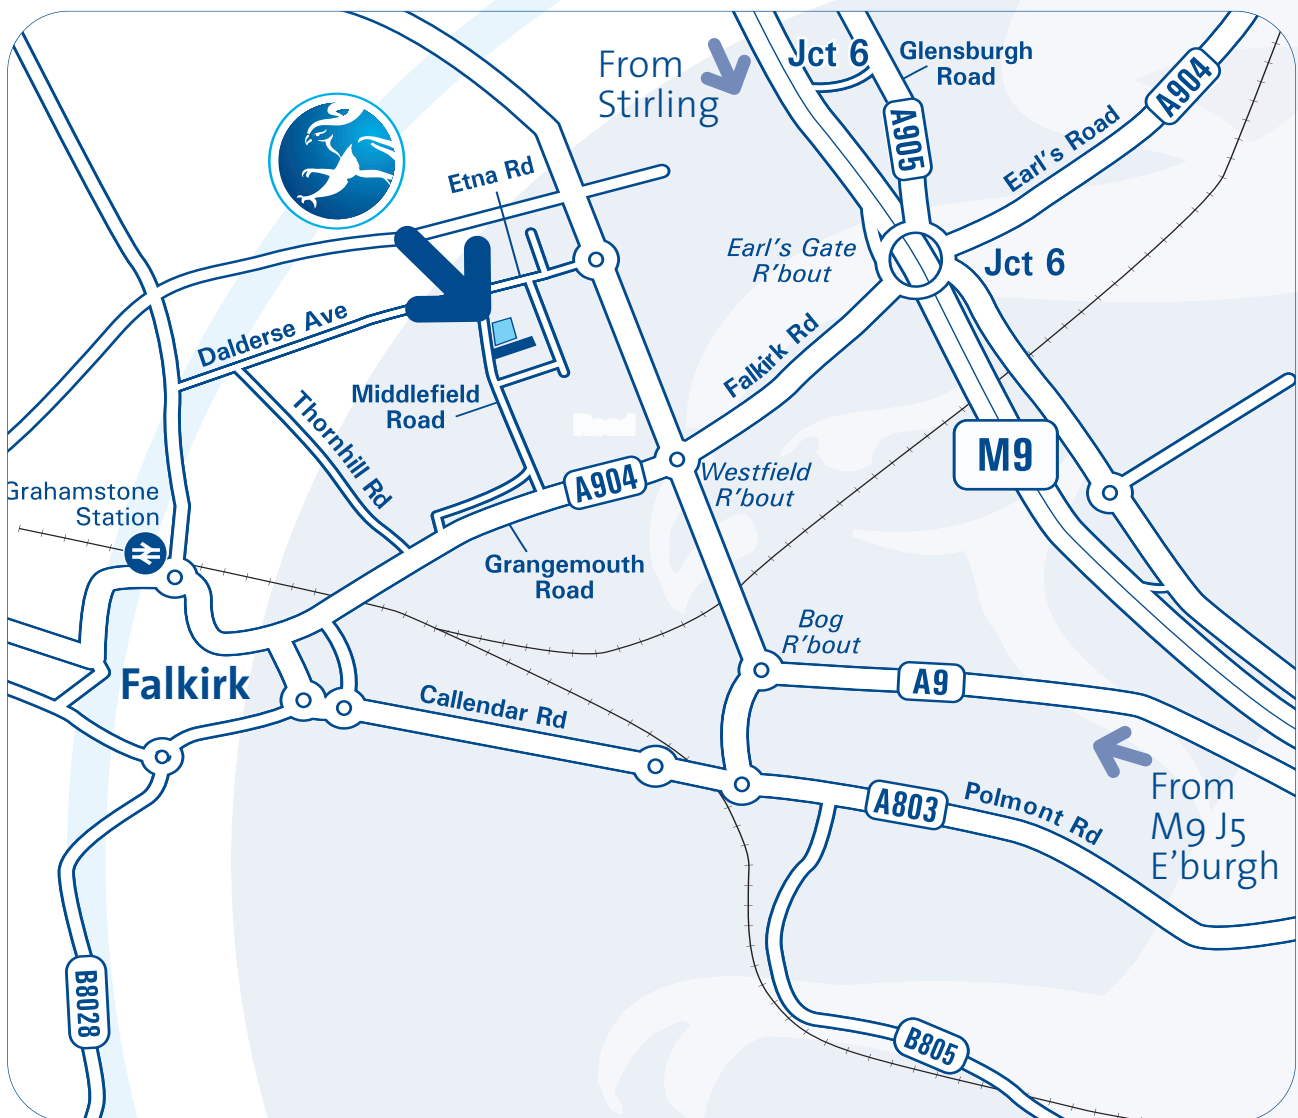 From
Stirling
Jct 6
Glensburgh
Road
A904
A905
Earl's Road
Etna Rd
Earl's Gate
R'bout
Jct 6
Dalderse Ave
Falkirk Rd
Middlefield
Road
Thornhill Rd
Road
M9
A904
Westfield
R'bout
Grahamstone
Station
Grangemouth
Road
Bog
R'bout
Falkirk
A9
Callendar Rd
From
M9 J5
E'burgh
A803
Polmont Rd
B8028
B805